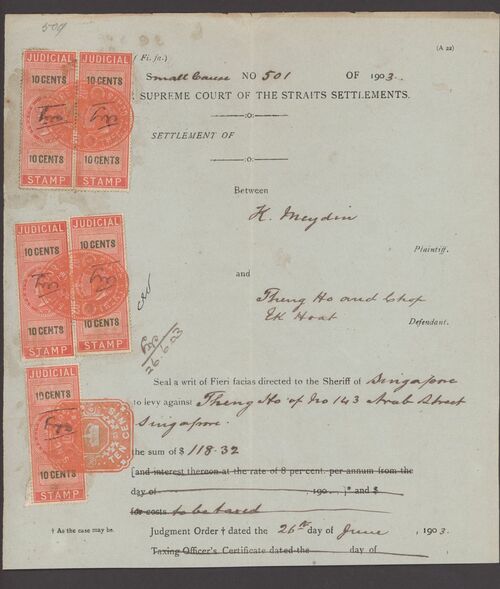 509
(A 22)
(Fi. fa.)
Small Cause NO 501 OF 1903.
SUPREME COURT OF THE STRAITS SETTLEMENTS.
SETTLEMENT OF
Between
K. Meydin
Plaintiff.
and
Theng Ho and Chop
Ek Hoat
Defendant.
26/6/03
Seal a writ of Fieri facias directed to the Sheriff of Singapore
to levy against Theng Ho of No 143 Arab Street
Singapore.
the sum of $ 118.32
[and interest thereon at the rate of 8 per cent. per annum from the
day of , 190 ]* and $
for costs to be taxed
† As the case may be.
Judgment Order † dated the 26th day of June , 1903.
Taxing Officer's Certificate dated the day of
JUDICIAL JUDICIAL
10 CENTS 10 CENTS
10 CENTS 10 CENTS
STAMP STAMP
JUDICIAL JUDICIAL
10 CENTS 10 CENTS
10 CENTS 10 CENTS
STAMP STAMP
JUDICIAL
10 CENTS
10 CENTS
STAMP
TEN